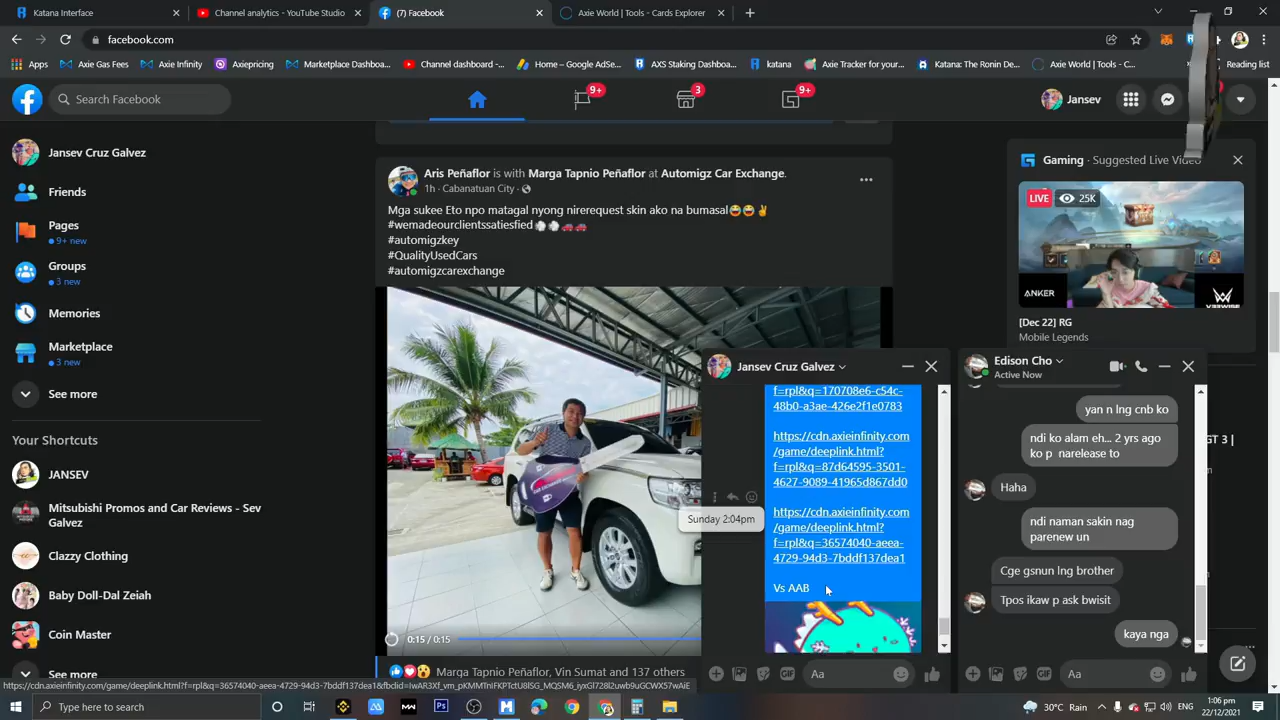 Katana Interface
Channel analytics - YouTube Studio
(7) Facebook
Axie World | Tools - Cards Explorer
facebook.com
Apps
Axie Gas Fees
Axie Infinity
Axiepricing
Marketplace Dashboa...
Channel dashboard -...
Home – Google AdSe...
AXS Staking Dashboa...
katana
Axie Tracker for your...
Katana: The Ronin De...
Axie World | Tools - C...
Reading list
Search Facebook
9+
3
9+
Jansev
Jansev Cruz Galvez
Friends
Pages
9+ new
Groups
3 new
Memories
Marketplace
3 new
See more
Your Shortcuts
JANSEV
Mitsubishi Promos and Car Reviews - Sev
Galvez
Clazzy Clothing
Baby Doll-Dal Zeiah
Coin Master
See more
Aris Peñaflor is with Marga Tapnio Peñaflor at Automigz Car Exchange.
1h · Cabanatuan City ·
Mga sukee Eto npo matagal nyong nirerequest skin ako na bumasal😂😂✌
#wemadeourclientssatiesfied💨💨🚗🚗
#automigzkey
#QualityUsedCars
#automigzcarexchange
0:15 / 0:15
Marga Tapnio Peñaflor, Vin Sumat and 137 others
Gaming · Suggested Live Video
LIVE
25K
ANKER
[Dec 22] RG
Mobile Legends
Jansev Cruz Galvez
f=rpl&q=170708e6-c54c-
48b0-a3ae-426e2f1e0783
https://cdn.axieinfinity.com
/game/deeplink.html?
f=rpl&q=87d64595-3501-
4627-9089-41965d867dd0
https://cdn.axieinfinity.com
/game/deeplink.html?
f=rpl&q=36574040-aeea-
4729-94d3-7bddf137dea1
Vs AAB
Sunday 2:04pm
Aa
Edison Cho
Active Now
yan n lng cnb ko
ndi ko alam eh... 2 yrs ago
ko p narelease to
Haha
ndi naman sakin nag
parenew un
Cge gsnun lng brother
Tpos ikaw p ask bwisit
kaya nga
GIF
Aa
GIF
GT 3 |
Type here to search
30°C Rain
1:06 pm
22/12/2021